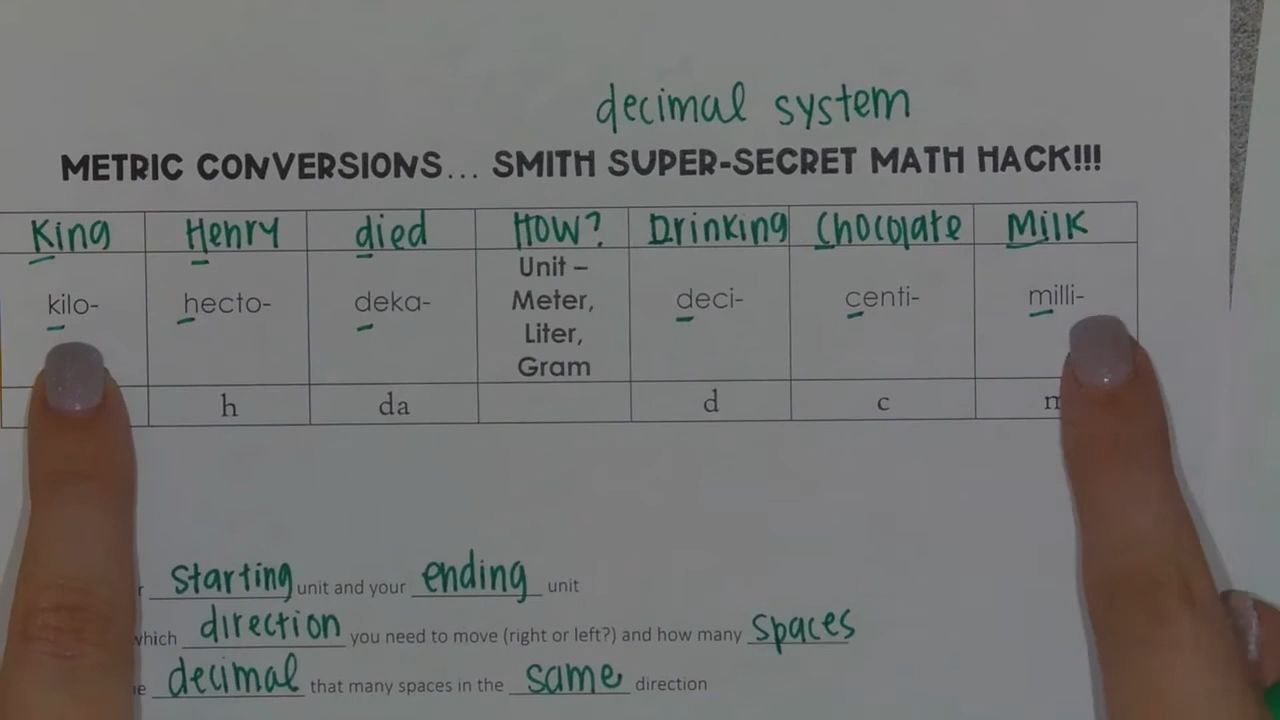 decimal system
METRIC CONVERSIONS... SMITH SUPER-SECRET MATH HACK!!!
King Henry died HOW? Drinking Chocolate Milk
kilo- hecto- deka- Unit – Meter, Liter, Gram deci- centi- milli-
h da d c
starting unit and your ending unit
which direction you need to move (right or left?) and how many spaces
decimal that many spaces in the same direction